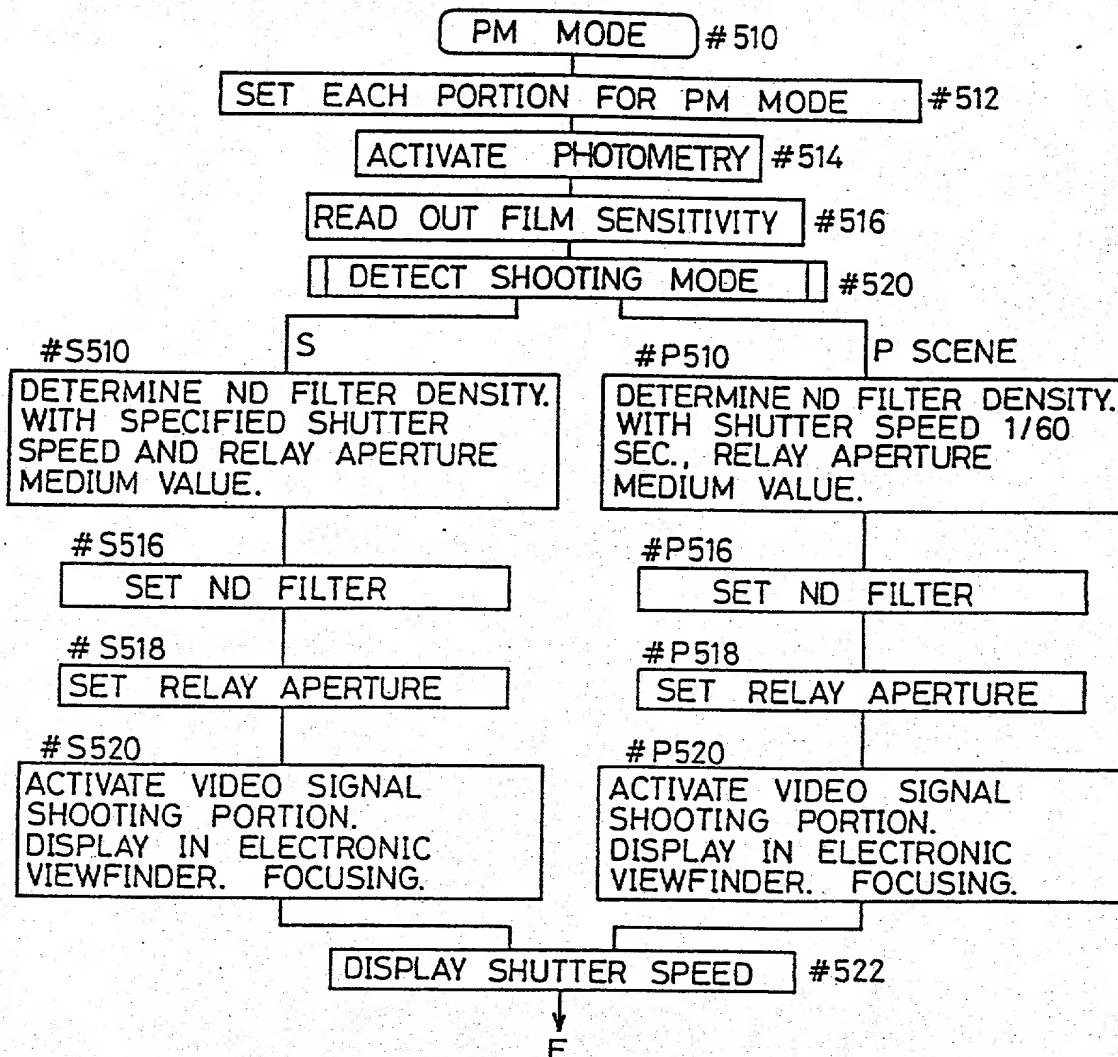 PM MODE #510
SET EACH PORTION FOR PM MODE #512
ACTIVATE PHOTOMETRY #514
READ OUT FILM SENSITIVITY #516
DETECT SHOOTING MODE #520
S
P SCENE
#S510
DETERMINE ND FILTER DENSITY.
WITH SPECIFIED SHUTTER
SPEED AND RELAY APERTURE
MEDIUM VALUE.
#P510
DETERMINE ND FILTER DENSITY.
WITH SHUTTER SPEED 1/60
SEC., RELAY APERTURE
MEDIUM VALUE.
#S516
SET ND FILTER
#P516
SET ND FILTER
#S518
SET RELAY APERTURE
#P518
SET RELAY APERTURE
#S520
ACTIVATE VIDEO SIGNAL
SHOOTING PORTION.
DISPLAY IN ELECTRONIC
VIEWFINDER. FOCUSING.
#P520
ACTIVATE VIDEO SIGNAL
SHOOTING PORTION.
DISPLAY IN ELECTRONIC
VIEWFINDER. FOCUSING.
DISPLAY SHUTTER SPEED #522